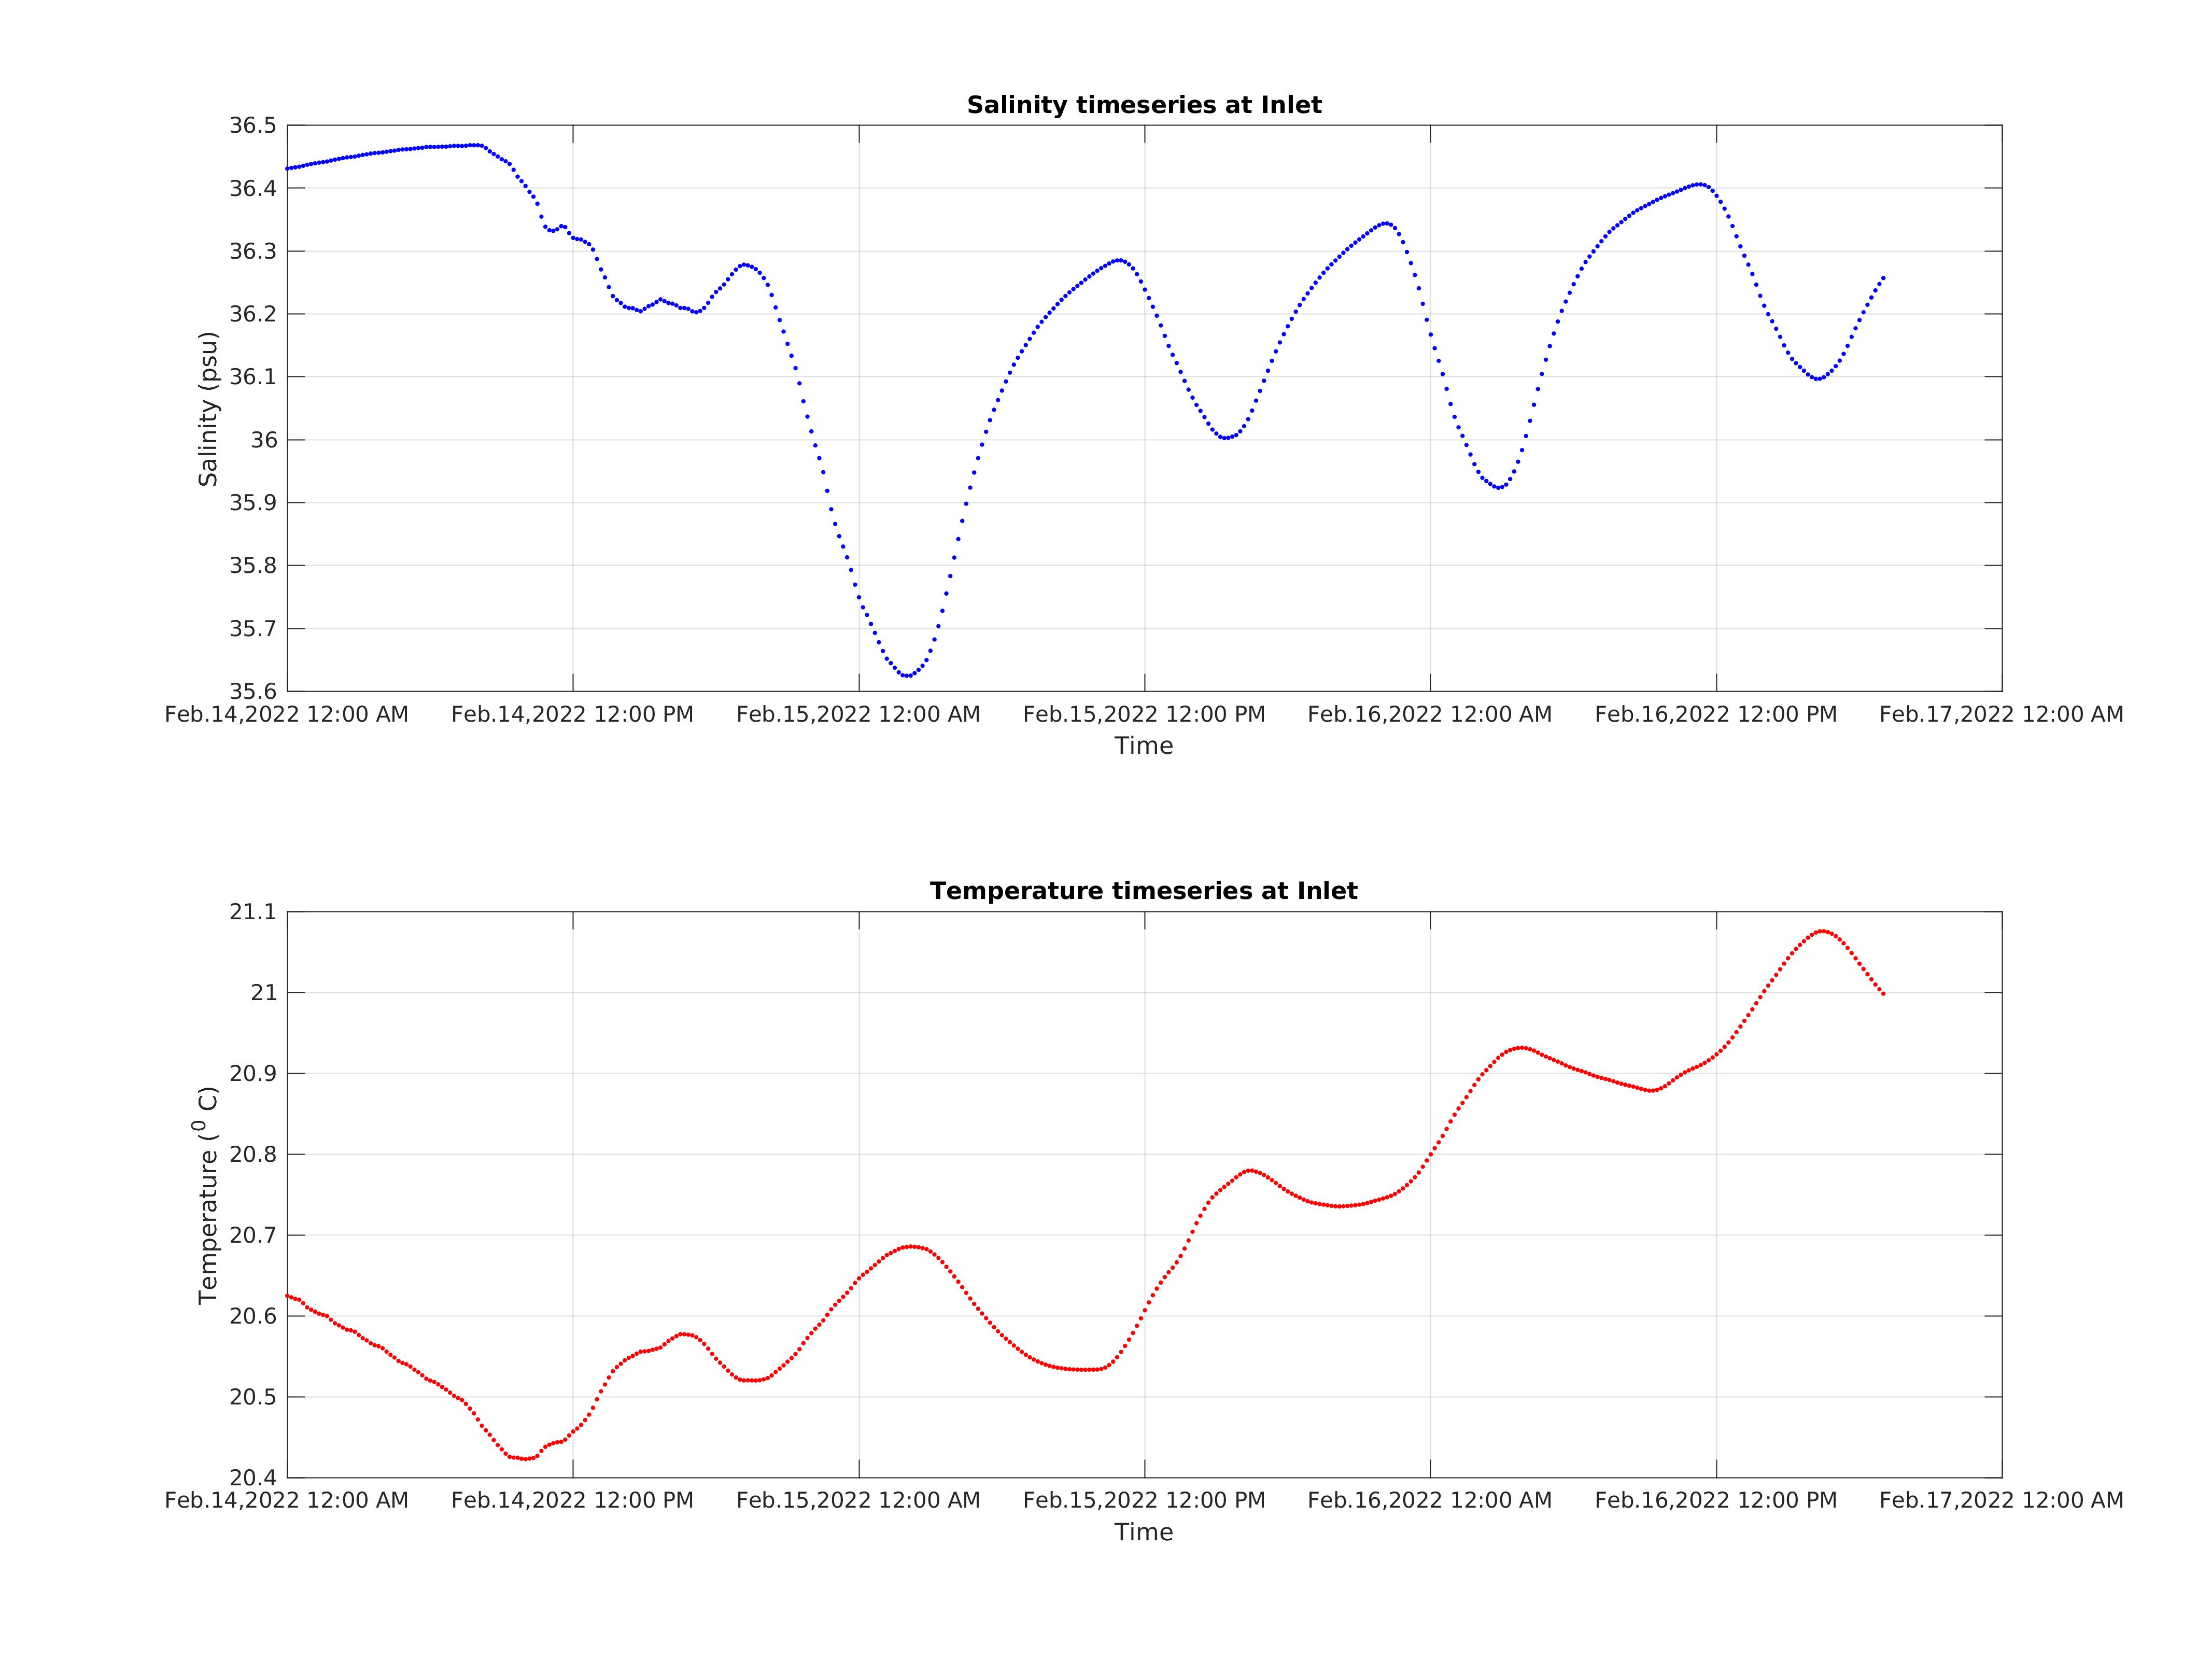 Salinity timeseries at Inlet
36.5
36.4
36.3
36.2
36.1
36
35.9
35.8
35.7
35.6
Salinity (psu)
Feb.14,2022 12:00 AM Feb.14,2022 12:00 PM Feb.15,2022 12:00 AM Feb.15,2022 12:00 PM Feb.16,2022 12:00 AM Feb.16,2022 12:00 PM Feb.17,2022 12:00 AM
Time
Temperature timeseries at Inlet
21.1
21
20.9
20.8
20.7
20.6
20.5
20.4
Temperature (⁰ C)
Feb.14,2022 12:00 AM Feb.14,2022 12:00 PM Feb.15,2022 12:00 AM Feb.15,2022 12:00 PM Feb.16,2022 12:00 AM Feb.16,2022 12:00 PM Feb.17,2022 12:00 AM
Time